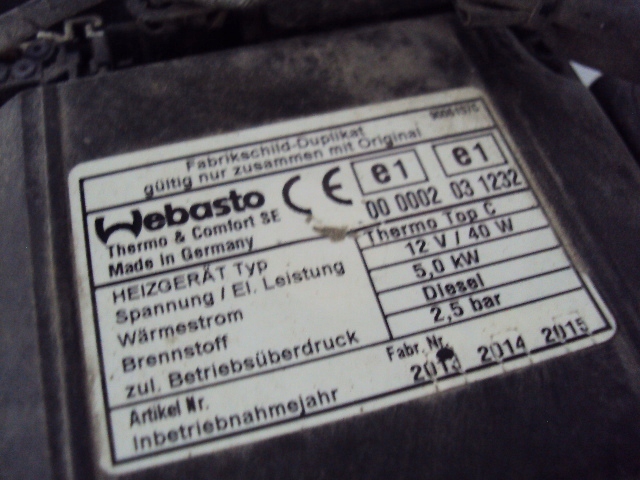 Fabrikschild-Duplikat
gültig nur zusammen mit Original
Webasto
Thermo & Comfort SE
Made in Germany
CE
e1
e1
00 0002
03 1232
HEIZGERÄT Typ
Thermo Top C
Spannung / El. Leistung
12 V / 40 W
Wärmestrom
5,0 kW
Brennstoff
Diesel
zul. Betriebsüberdruck
2,5 bar
Artikel Nr.
Fabr. Nr.
Inbetriebnahmejahr
2013 2014 2015